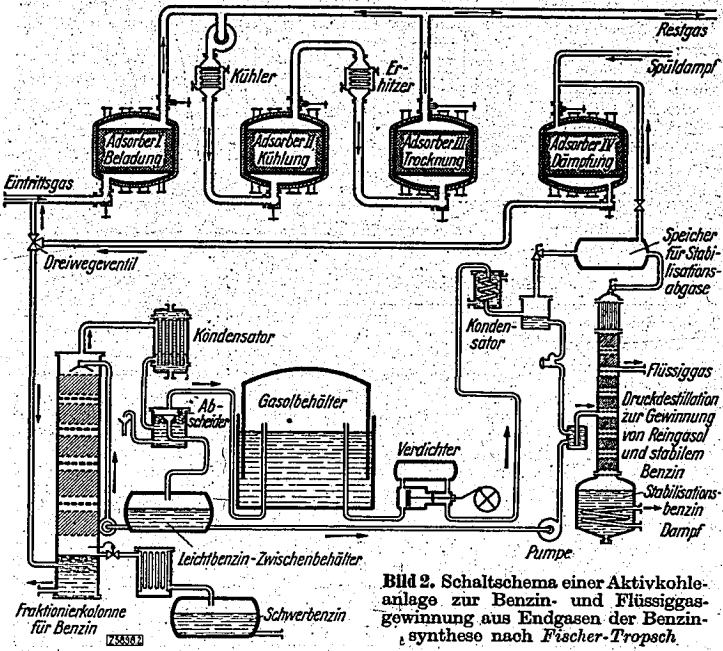 Restgas
Kühler
Er-
hitzer
Spüldampf
Adsorber I
Beladung
Adsorber II
Kühlung
Adsorber III
Trocknung
Adsorber IV
Dämpfung
Eintrittsgas
Dreiwegeventil
Speicher
für Stabi-
lisations-
abgase
Kondensator
Konden-
sator
Flüssiggas
Ab-
scheider
Gasolbehälter
Verdichter
Druckdestillation
zur Gewinnung
von Reingasol
und stabilem
Benzin
Stabilisations-
benzin
Dampf
Leichtbenzin-Zwischenbehälter
Pumpe
Fraktionierkolonne
für Benzin
Schwerbenzin
Bild 2. Schaltschema einer Aktivkohle-
anlage zur Benzin- und Flüssiggas-
gewinnung aus Endgasen der Benzin-
synthese nach Fischer-Tropsch